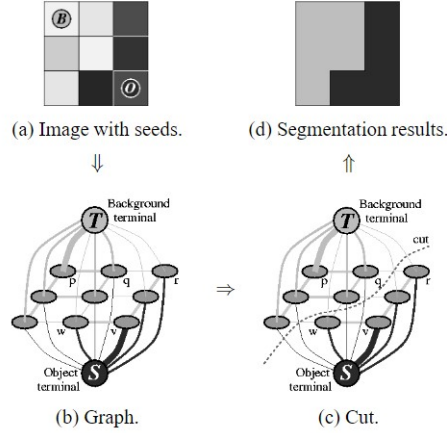 B
O
(a) Image with seeds.
(d) Segmentation results.
⇓
⇑
Background
terminal
T
p
q
r
w
v
S
Object
terminal
(b) Graph.
⇒
Background
terminal
T
cut
p
q
r
w
v
S
Object
terminal
(c) Cut.